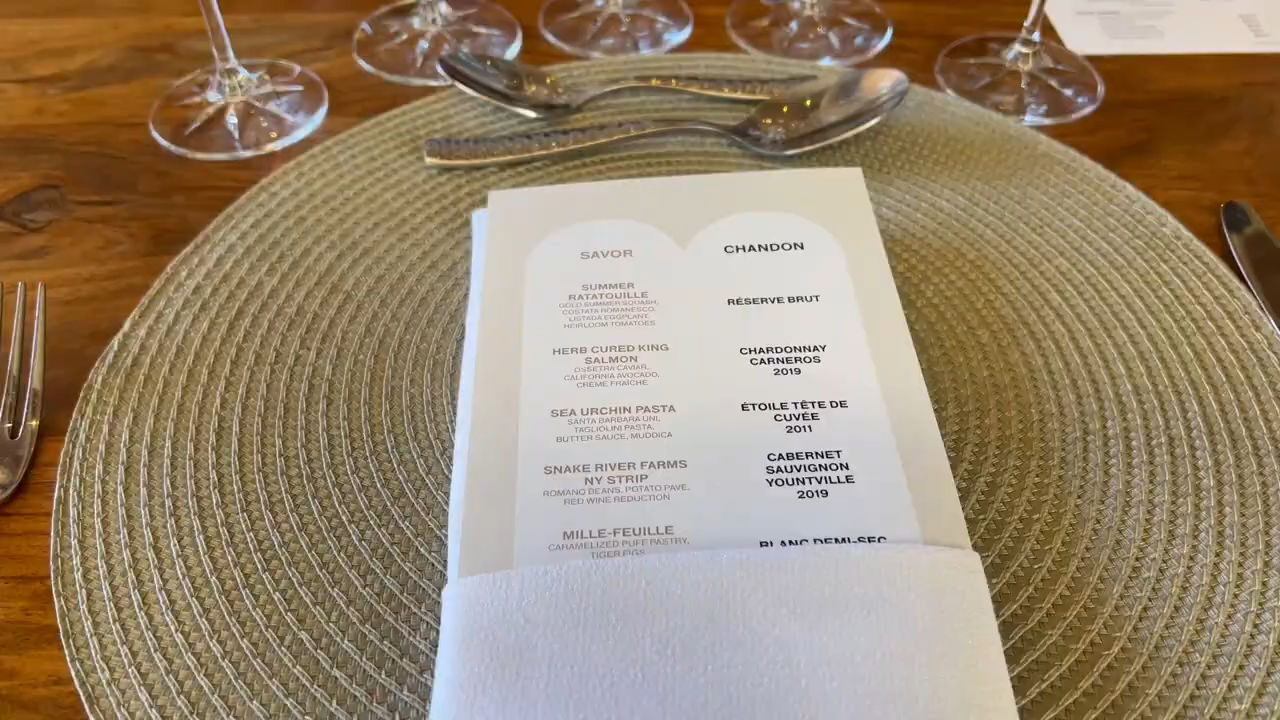 SAVOR
SUMMER
RATATOUILLE
GOLD SUMMER SQUASH,
COSTATA ROMANESCO,
LISTADA EGGPLANT,
HEIRLOOM TOMATOES
HERB CURED KING
SALMON
OSSETRA CAVIAR,
CALIFORNIA AVOCADO,
CRÈME FRAÎCHE
SEA URCHIN PASTA
SANTA BARBARA UNI,
TAGLIOLINI PASTA,
BUTTER SAUCE, MUDDICA
SNAKE RIVER FARMS
NY STRIP
ROMANO BEANS, POTATO PAVE,
RED WINE REDUCTION
MILLE-FEUILLE
CARAMELIZED PUFF PASTRY,
TIGER FIGS
CHANDON
RÉSERVE BRUT
CHARDONNAY
CARNEROS
2019
ÉTOILE TÊTE DE
CUVÉE
2011
CABERNET
SAUVIGNON
YOUNTVILLE
2019
BLANC DEMI-SEC